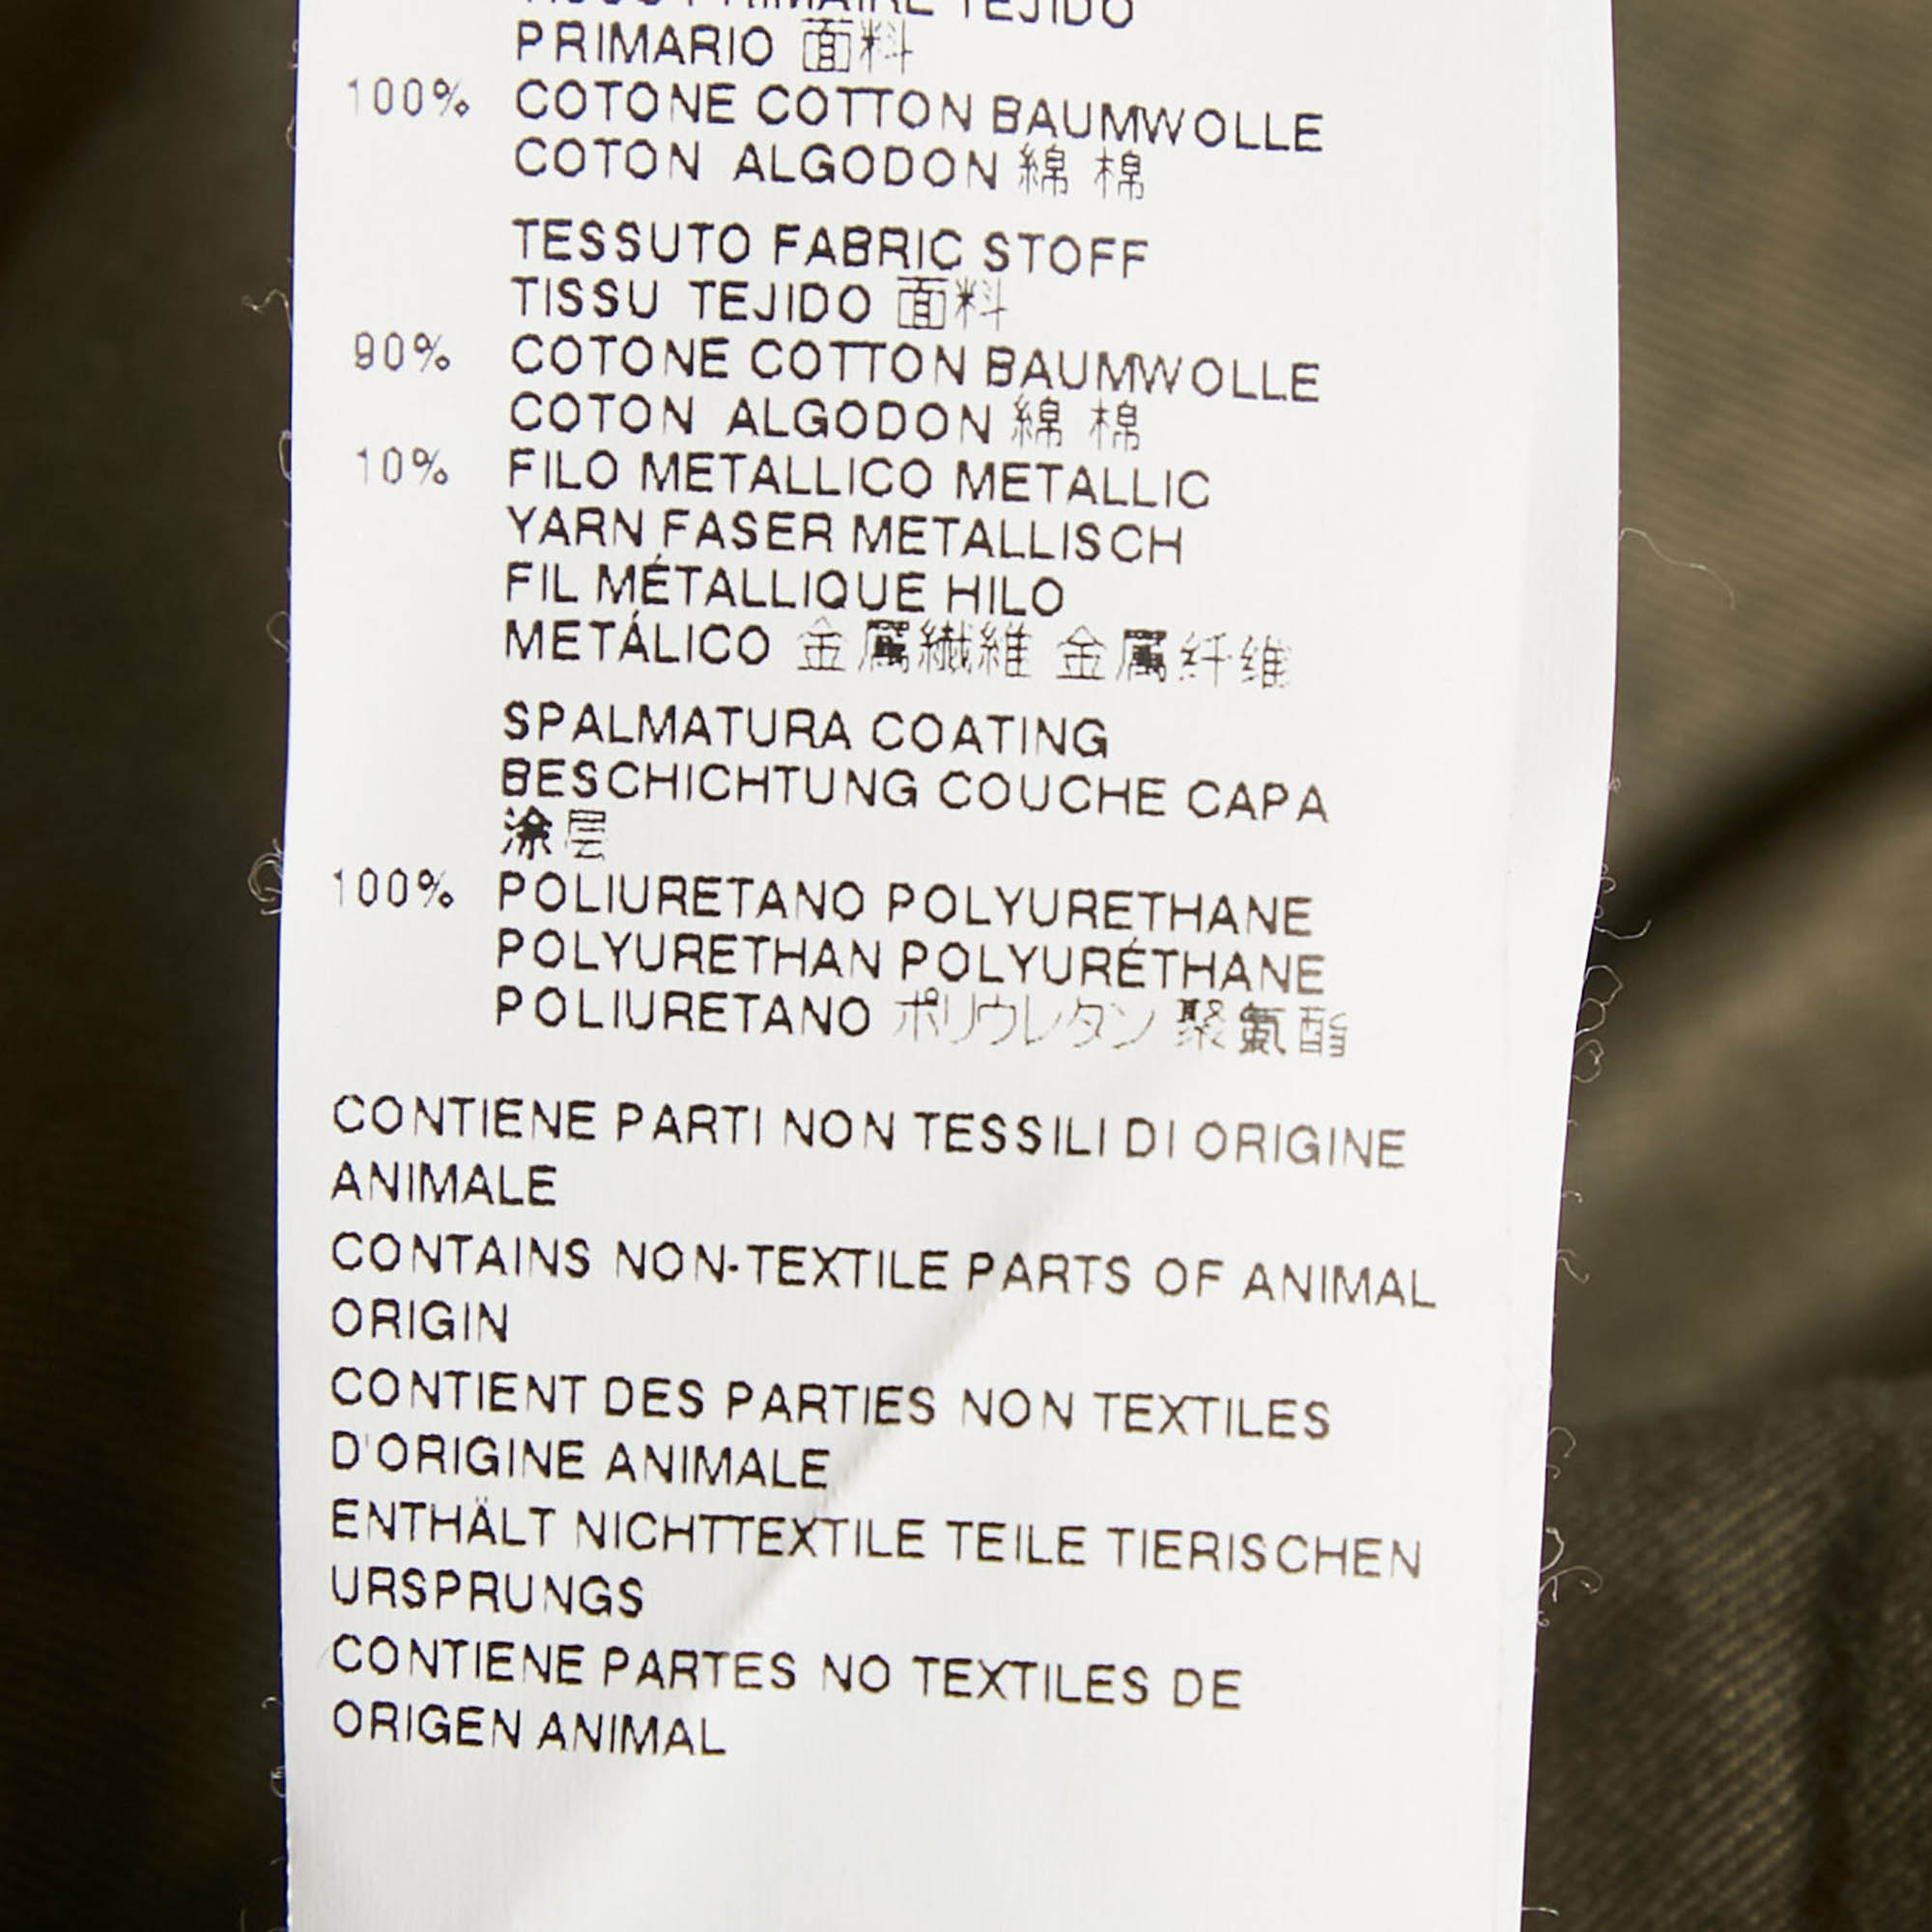 TISSU PRIMAIRE TEJIDO
PRIMARIO 面料
100% COTONE COTTON BAUMWOLLE
COTON ALGODON 綿 棉
TESSUTO FABRIC STOFF
TISSU TEJIDO 面料
90% COTONE COTTON BAUMWOLLE
COTON ALGODON 綿 棉
10% FILO METALLICO METALLIC
YARN FASER METALLISCH
FIL MÉTALLIQUE HILO
METÁLICO 金属繊維 金属纤维
SPALMATURA COATING
BESCHICHTUNG COUCHE CAPA
涂层
100% POLIURETANO POLYURETHANE
POLYURETHAN POLYURÉTHANE
POLIURETANO ポリウレタン 聚氨酯
CONTIENE PARTI NON TESSILI DI ORIGINE
ANIMALE
CONTAINS NON-TEXTILE PARTS OF ANIMAL
ORIGIN
CONTIENT DES PARTIES NON TEXTILES
D'ORIGINE ANIMALE
ENTHÄLT NICHTTEXTILE TEILE TIERISCHEN
URSPRUNGS
CONTIENE PARTES NO TEXTILES DE
ORIGEN ANIMAL